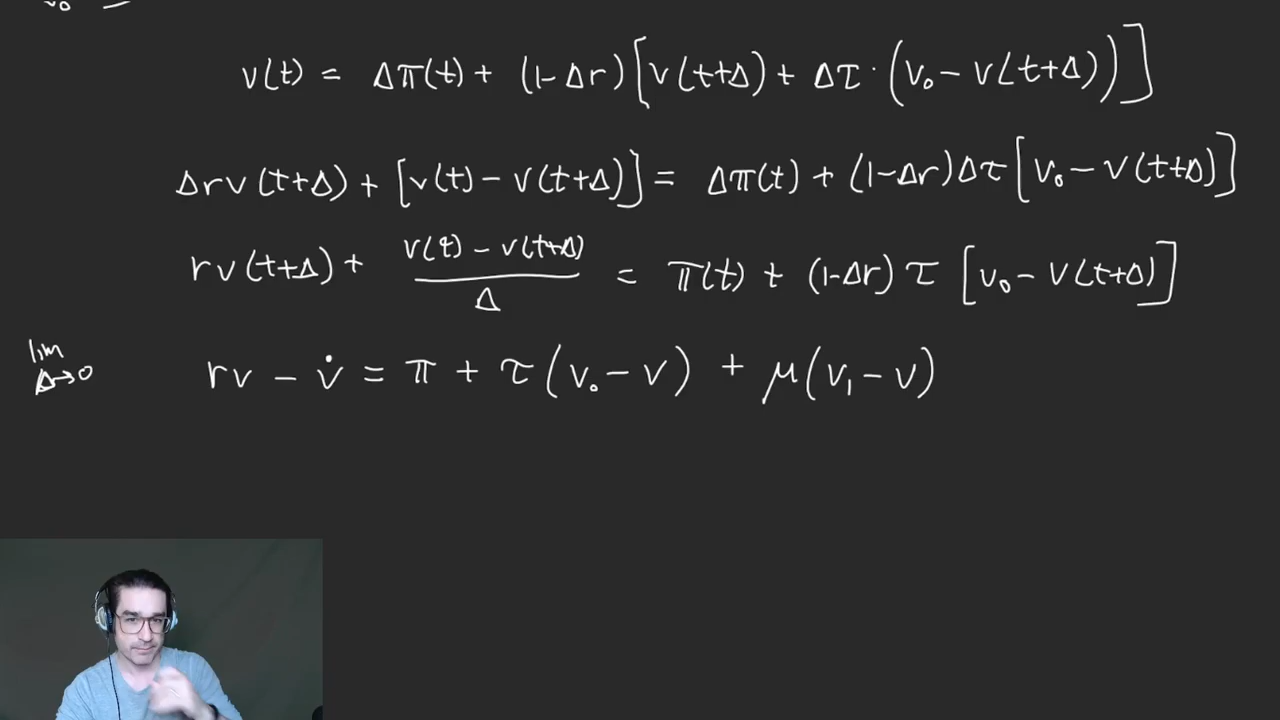 v₀ =
v(t) = Δπ(t) + (1-Δr)[v(t+Δ) + Δτ·(v₀ - v(t+Δ))]
Δrv(t+Δ) + [v(t) - v(t+Δ)] = Δπ(t) + (1-Δr)Δτ[v₀ - v(t+Δ)]
rv(t+Δ) + (v(t) - v(t+Δ))/Δ = π(t) + (1-Δr)τ[v₀ - v(t+Δ)]
lim Δ→0 rv - v̇ = π + τ(v₀ - v) + μ(v₁ - v)